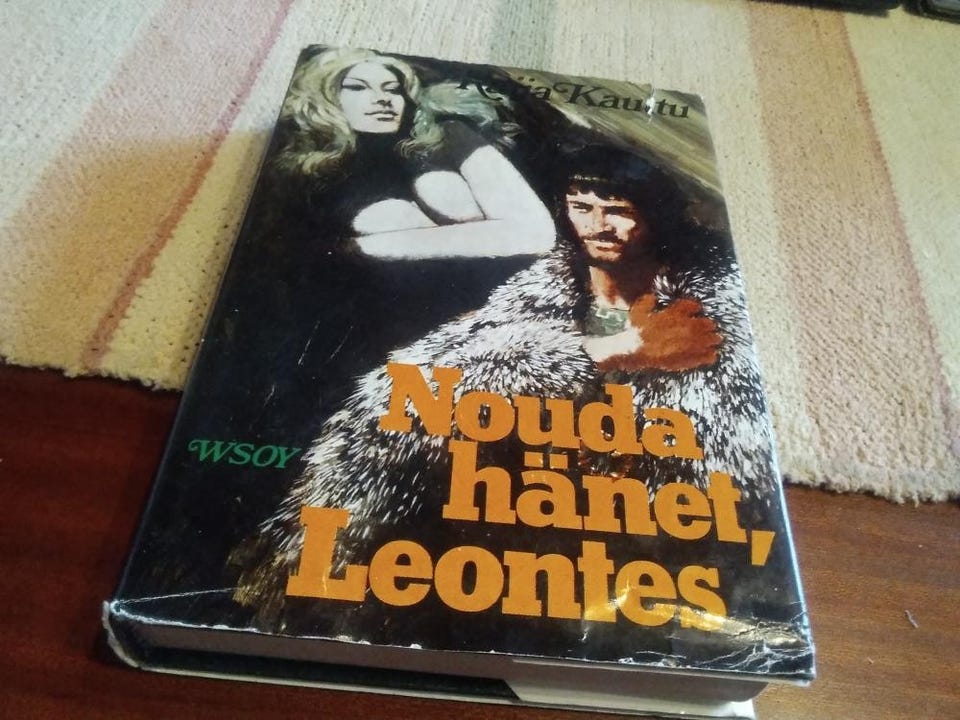 Kauttu
WSOY
Nouda
hänet,
Leontes